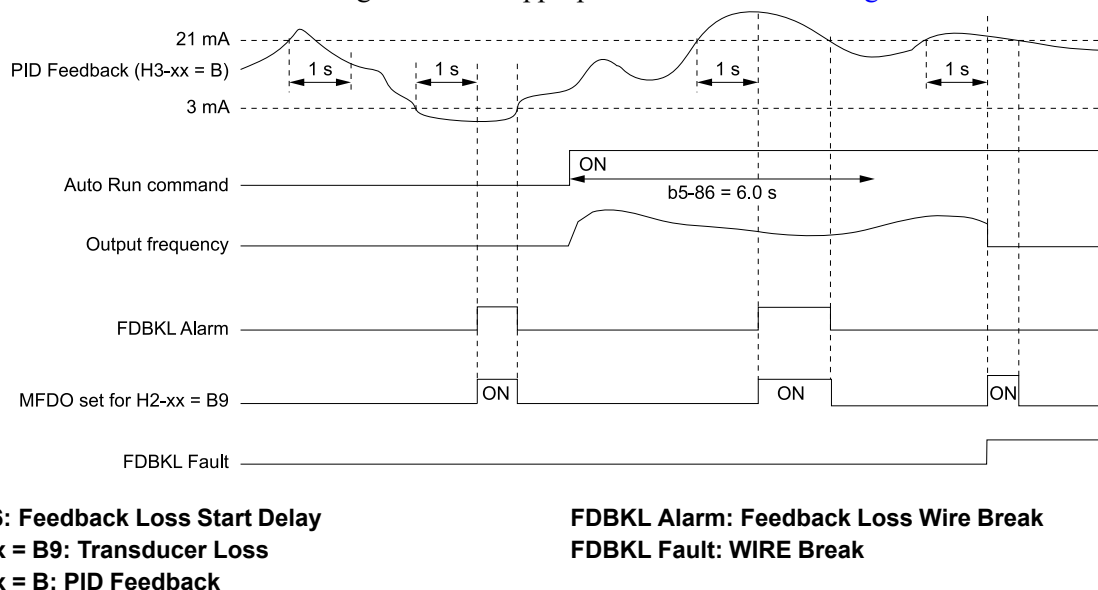 21 mA
PID Feedback (H3-xx = B)
1 s
1 s
1 s
1 s
3 mA
ON
Auto Run command
b5-86 = 6.0 s
Output frequency
FDBKL Alarm
MFDO set for H2-xx = B9
ON
ON
ON
FDBKL Fault
6: Feedback Loss Start Delay
x = B9: Transducer Loss
x = B: PID Feedback
FDBKL Alarm: Feedback Loss Wire Break
FDBKL Fault: WIRE Break